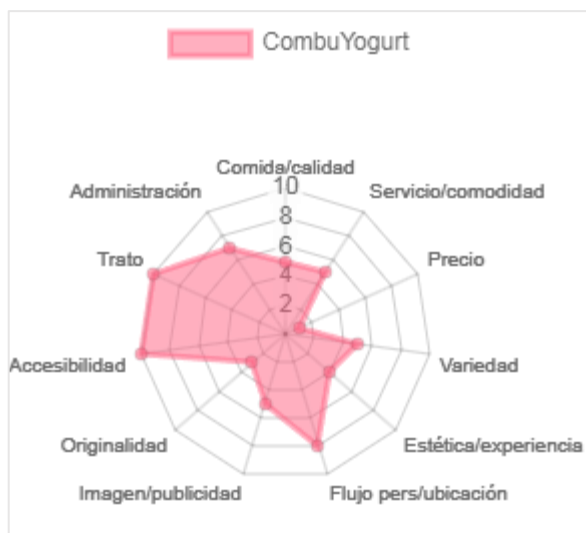 CombuYogurt
Comida/calidad
10
Administración
Servicio/comodidad
8
6
Trato
Precio
4
2
Accesibilidad
Variedad
Originalidad
Estética/experiencia
Imagen/publicidad
Flujo pers/ubicación